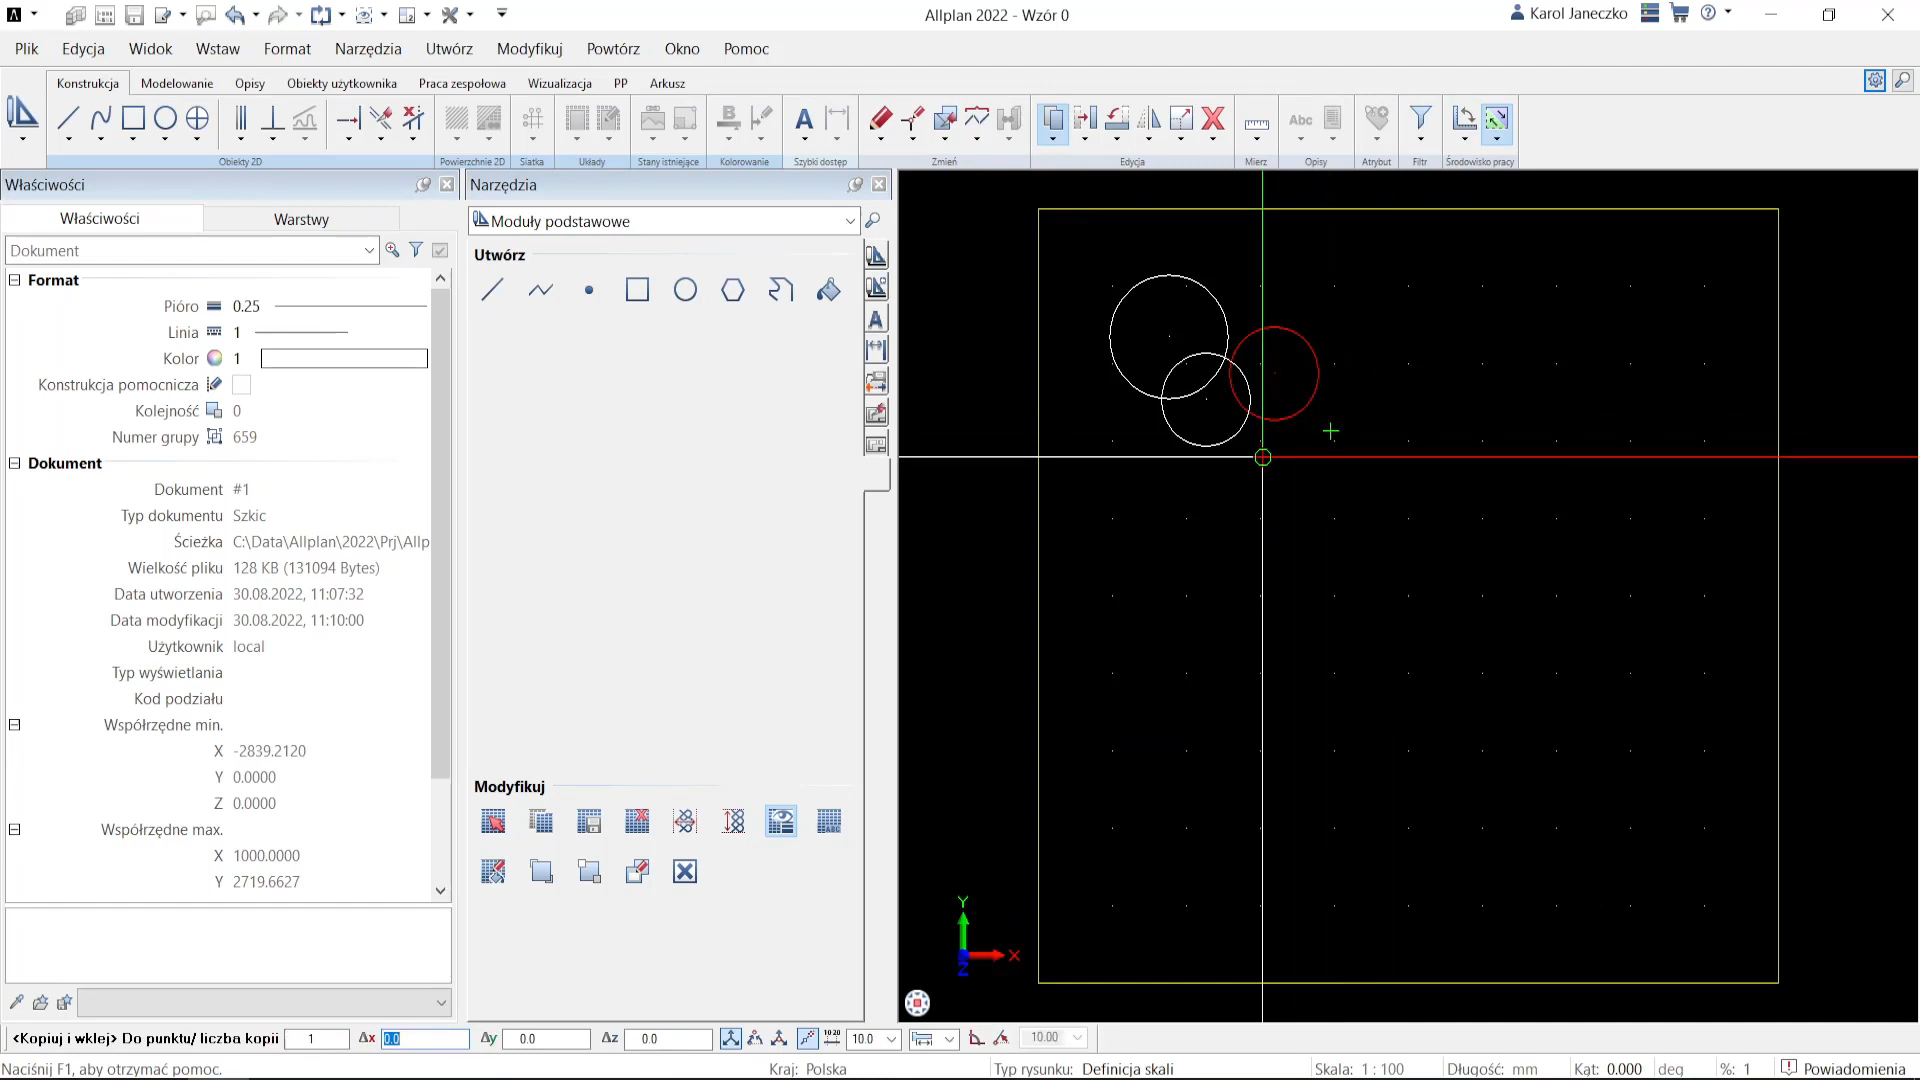 Allplan 2022 - Wzór 0
Karol Janeczko
Plik Edycja Widok Wstaw Format Narzędzia Utwórz Modyfikuj Powtórz Okno Pomoc
Konstrukcja Modelowanie Opisy Obiekty użytkownika Praca zespołowa Wizualizacja PP Arkusz
Obiekty 2D Powierzchnie 2D Siatka Układy Stany istniejące Kolorowanie Szybki dostęp Zmień Edycja Mierz Opisy Atrybut Filtr Środowisko pracy
Właściwości
Właściwości Warstwy
Dokument
Format
Pióro 0.25
Linia 1
Kolor 1
Konstrukcja pomocnicza
Kolejność 0
Numer grupy 659
Dokument
Dokument #1
Typ dokumentu Szkic
Ścieżka C:\Data\Allplan\2022\Prj\Allp
Wielkość pliku 128 KB (131094 Bytes)
Data utworzenia 30.08.2022, 11:07:32
Data modyfikacji 30.08.2022, 11:10:00
Użytkownik local
Typ wyświetlania
Kod podziału
Współrzędne min.
X -2839.2120
Y 0.0000
Z 0.0000
Współrzędne max.
X 1000.0000
Y 2719.6627
Narzędzia
Moduły podstawowe
Utwórz
Modyfikuj
Y
X
Z
<Kopiuj i wklej> Do punktu/ liczba kopii 1 Δx 0.0 Δy 0.0 Δz 0.0 10.0 10.00
Naciśnij F1, aby otrzymać pomoc. Kraj: Polska Typ rysunku: Definicja skali Skala: 1 : 100 Długość: mm Kąt: 0.000 deg %: 1 Powiadomienia